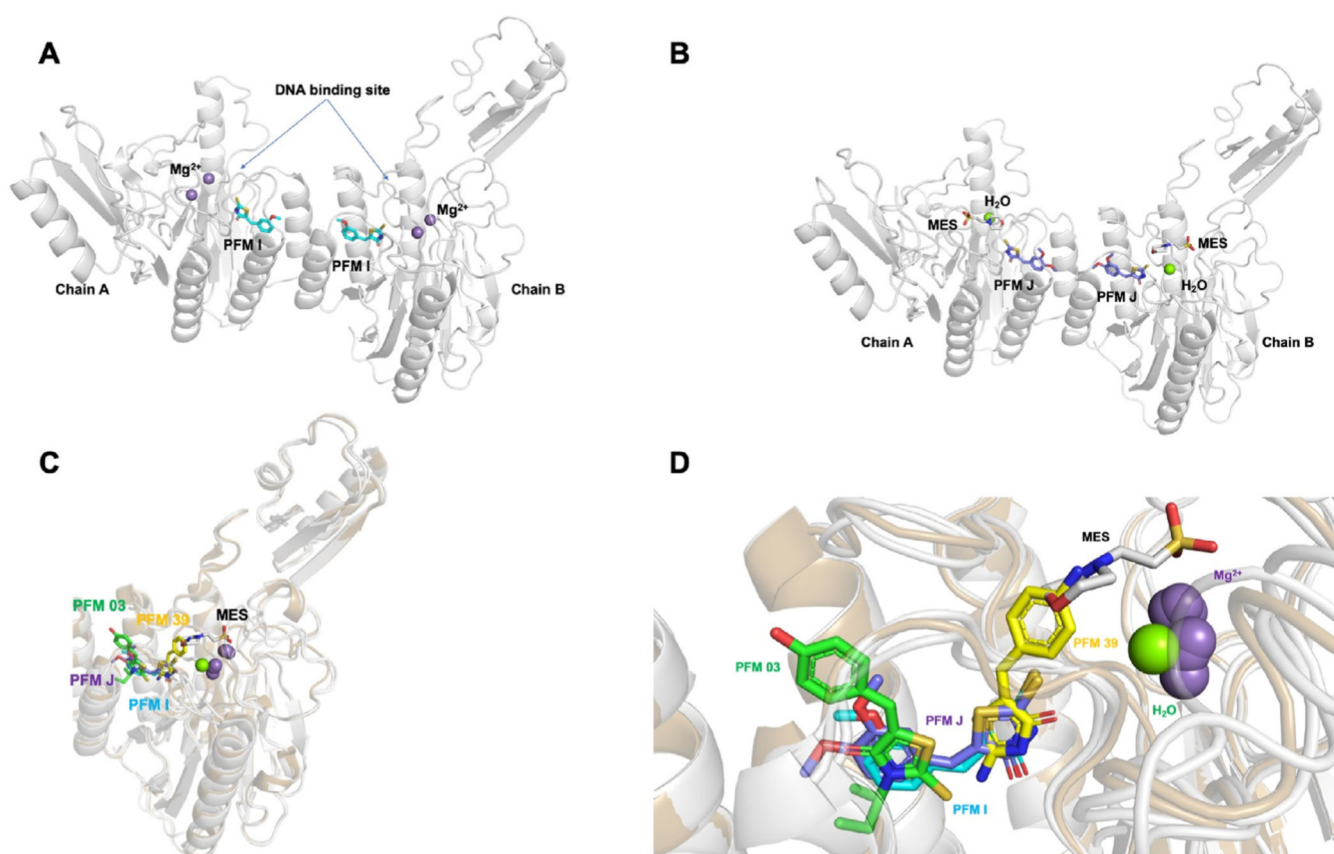 A
DNA binding site
Mg²⁺
Mg²⁺
PFM I
PFM I
Chain A
Chain B
B
H₂O
MES
MES
PFM J
PFM J
H₂O
Chain A
Chain B
C
PFM 03
PFM 39
MES
PFM J
PFM I
D
MES
Mg²⁺
PFM 03
PFM 39
PFM J
H₂O
PFM I